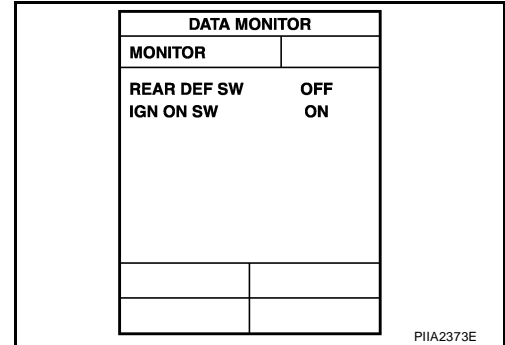 DATA MONITOR
MONITOR
REAR DEF SW OFF
IGN ON SW ON
PIIA2373E